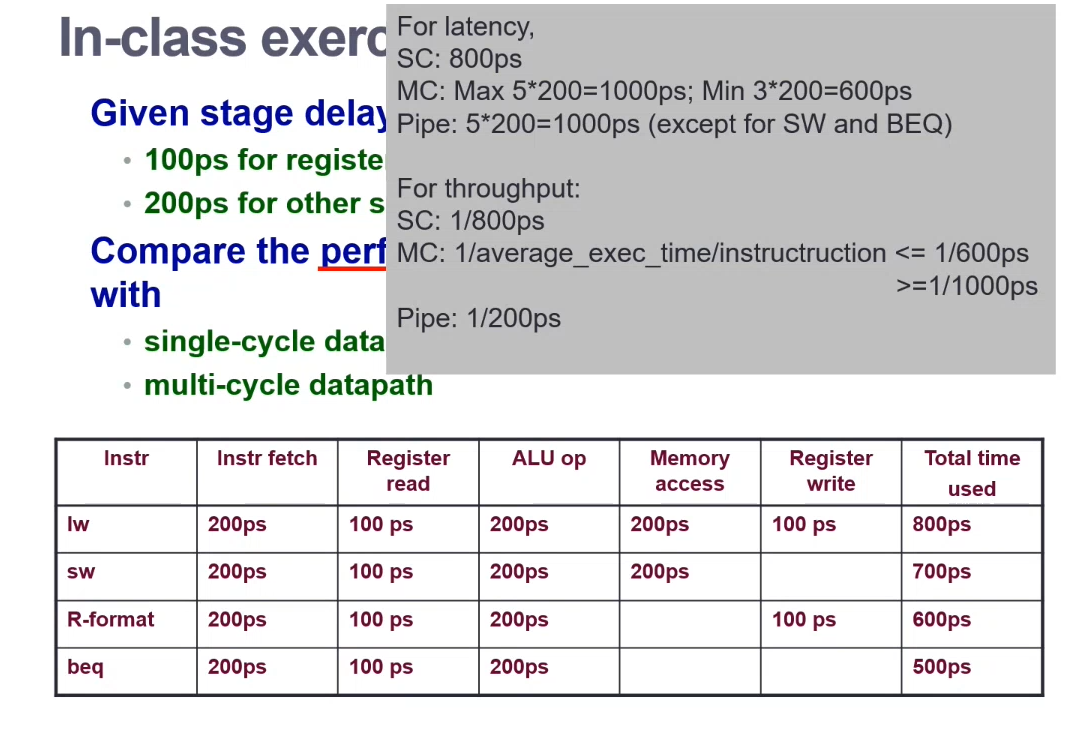 In-class exerc
Given stage delay
• 100ps for register
• 200ps for other s
Compare the perf
with
• single-cycle data
• multi-cycle datapath
For latency,
SC: 800ps
MC: Max 5*200=1000ps; Min 3*200=600ps
Pipe: 5*200=1000ps (except for SW and BEQ)
For throughput:
SC: 1/800ps
MC: 1/average_exec_time/instructruction <= 1/600ps
>=1/1000ps
Pipe: 1/200ps
Instr Instr fetch Register read ALU op Memory access Register write Total time used
lw 200ps 100 ps 200ps 200ps 100 ps 800ps
sw 200ps 100 ps 200ps 200ps 700ps
R-format 200ps 100 ps 200ps 100 ps 600ps
beq 200ps 100 ps 200ps 500ps